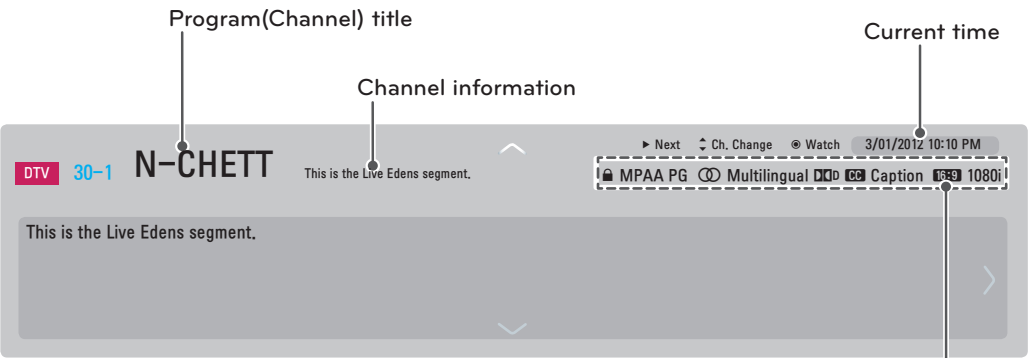 Program(Channel) title
Current time
Channel information
▶ Next ▲▼ Ch. Change ◉ Watch 3/01/2012 10:10 PM
DTV 30-1 N-CHETT This is the Live Edens segment.
MPAA PG Multilingual DD D CC Caption 16:9 1080i
This is the Live Edens segment.